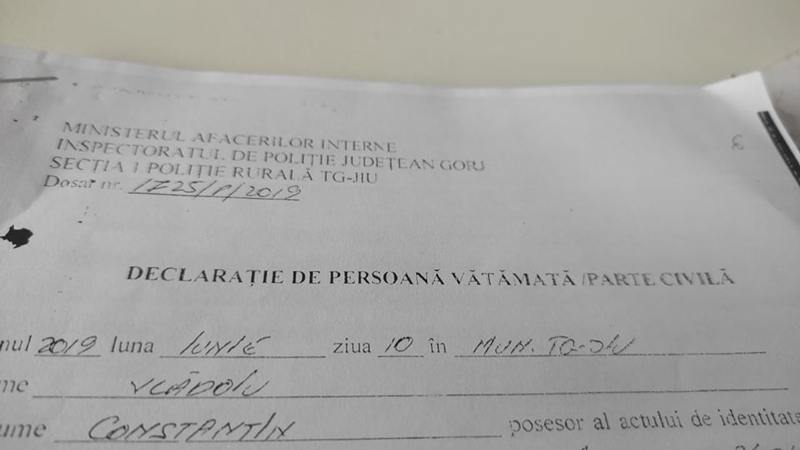 MINISTERUL AFACERILOR INTERNE
INSPECTORATUL DE POLIȚIE JUDEȚEAN GORJ
SECȚIA 1 POLIȚIE RURALĂ TG-JIU
Dosar nr. 1725/P/2019
3
DECLARAȚIE DE PERSOANĂ VĂTĂMATĂ /PARTE CIVILĂ
nul 2019 luna IUNIE ziua 10 în MUN. TG-JIU
me VLĂDOIU
ume CONSTANTIN posesor al actului de identitate